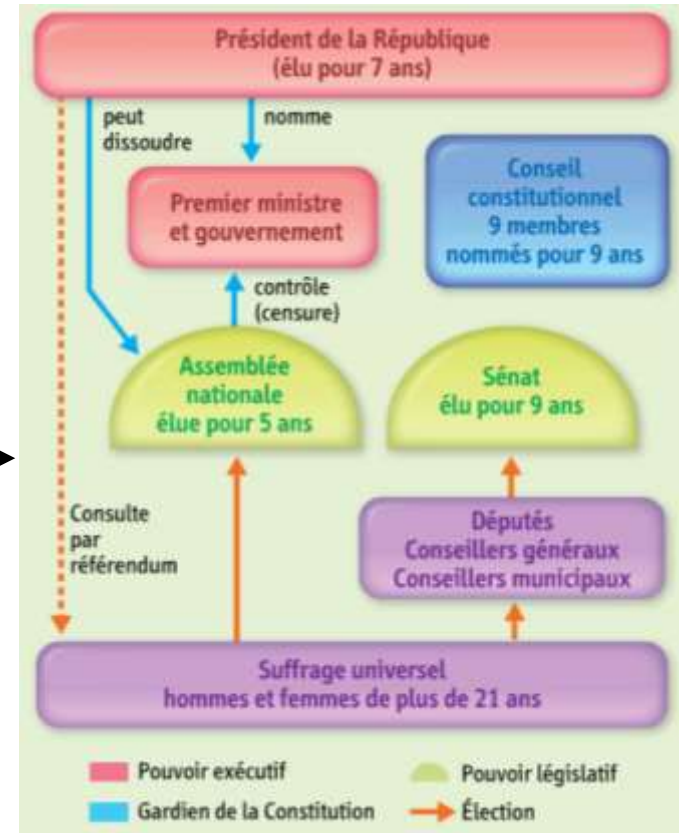 Président de la République
(élu pour 7 ans)
peut
dissoudre
nomme
Premier ministre
et gouvernement
Conseil
constitutionnel
9 membres
nommés pour 9 ans
contrôle
(censure)
Assemblée
nationale
élue pour 5 ans
Sénat
élu pour 9 ans
Consulte
par
référendum
Députés
Conseillers généraux
Conseillers municipaux
Suffrage universel
hommes et femmes de plus de 21 ans
Pouvoir exécutif
Pouvoir législatif
Gardien de la Constitution
Élection